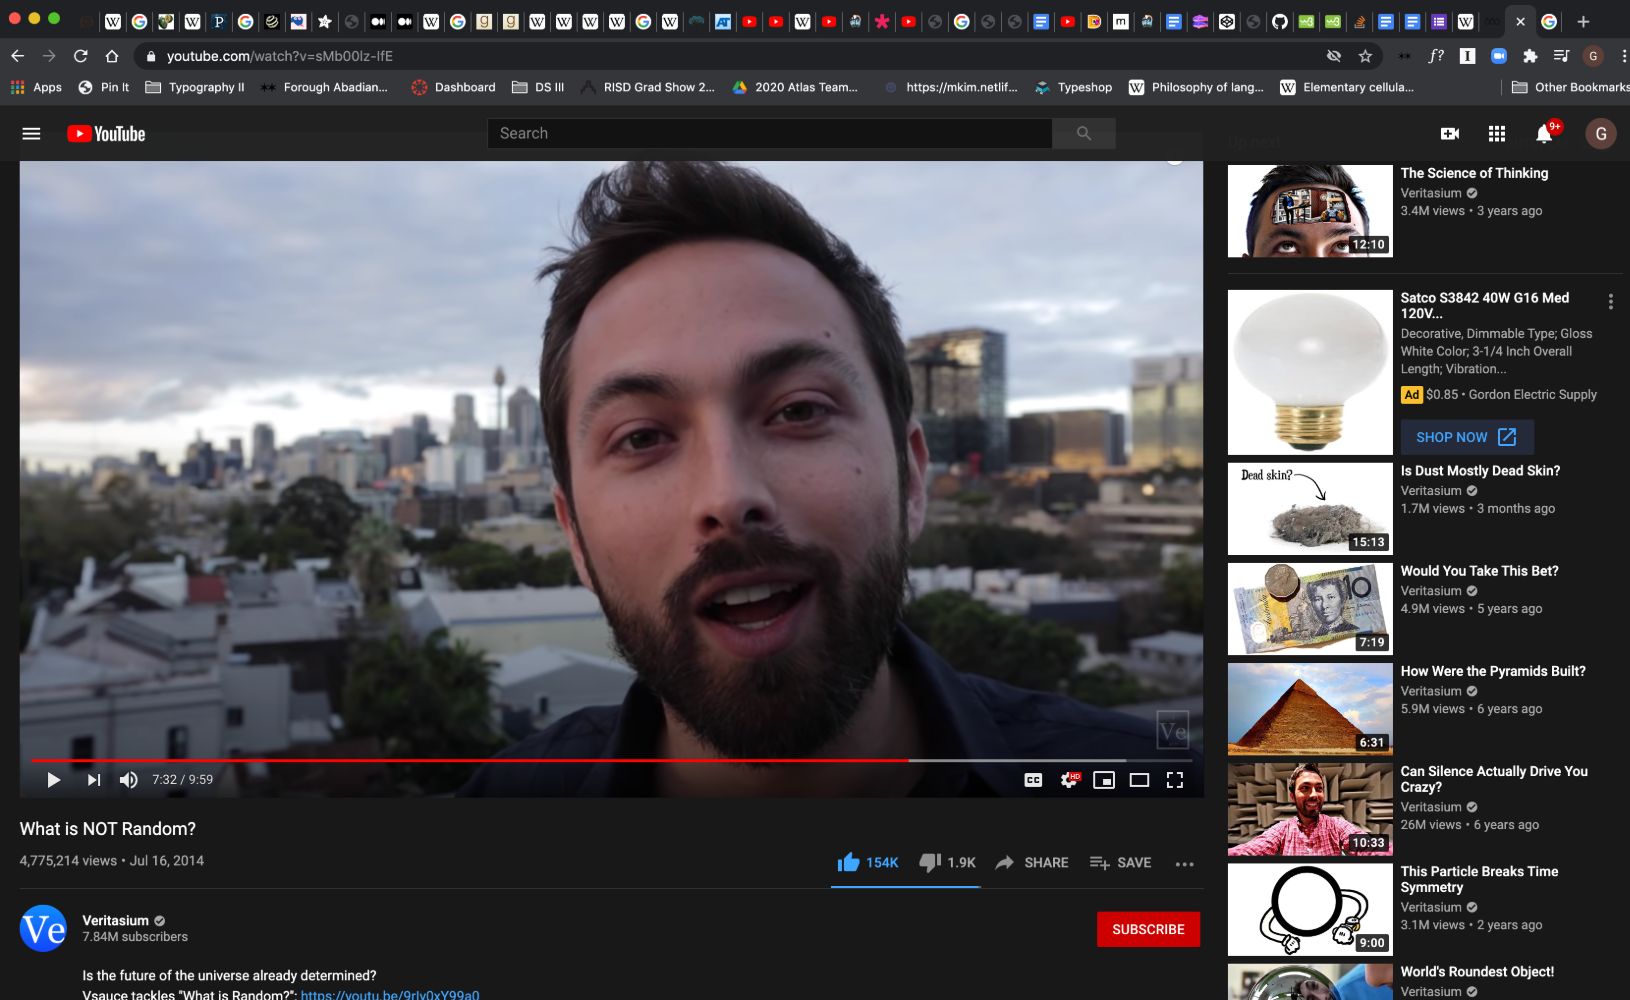 youtube.com/watch?v=sMb00lz-lfE
f?
G
Apps
Pin It
Typography II
Forough Abadian...
Dashboard
DS III
RISD Grad Show 2...
2020 Atlas Team...
https://mkim.netlif...
Typeshop
Philosophy of lang...
Elementary cellula...
Other Bookmarks
YouTube
Search
9+
G
Up next
The Science of Thinking
Veritasium
3.4M views • 3 years ago
12:10
Satco S3842 40W G16 Med
120V...
Decorative, Dimmable Type; Gloss
White Color; 3-1/4 Inch Overall
Length; Vibration...
Ad $0.85 • Gordon Electric Supply
SHOP NOW
Dead skin?
15:13
Is Dust Mostly Dead Skin?
Veritasium
1.7M views • 3 months ago
10
7:19
Would You Take This Bet?
Veritasium
4.9M views • 5 years ago
6:31
How Were the Pyramids Built?
Veritasium
5.9M views • 6 years ago
10:33
Can Silence Actually Drive You
Crazy?
Veritasium
26M views • 6 years ago
9:00
This Particle Breaks Time
Symmetry
Veritasium
3.1M views • 2 years ago
World's Roundest Object!
Veritasium
Ve
7:32 / 9:59
CC
HD
What is NOT Random?
4,775,214 views • Jul 16, 2014
154K
1.9K
SHARE
SAVE
Ve
Veritasium
7.84M subscribers
SUBSCRIBE
Is the future of the universe already determined?
Vsauce tackles "What is Random?": https://youtu.be/9rIy0xY99a0